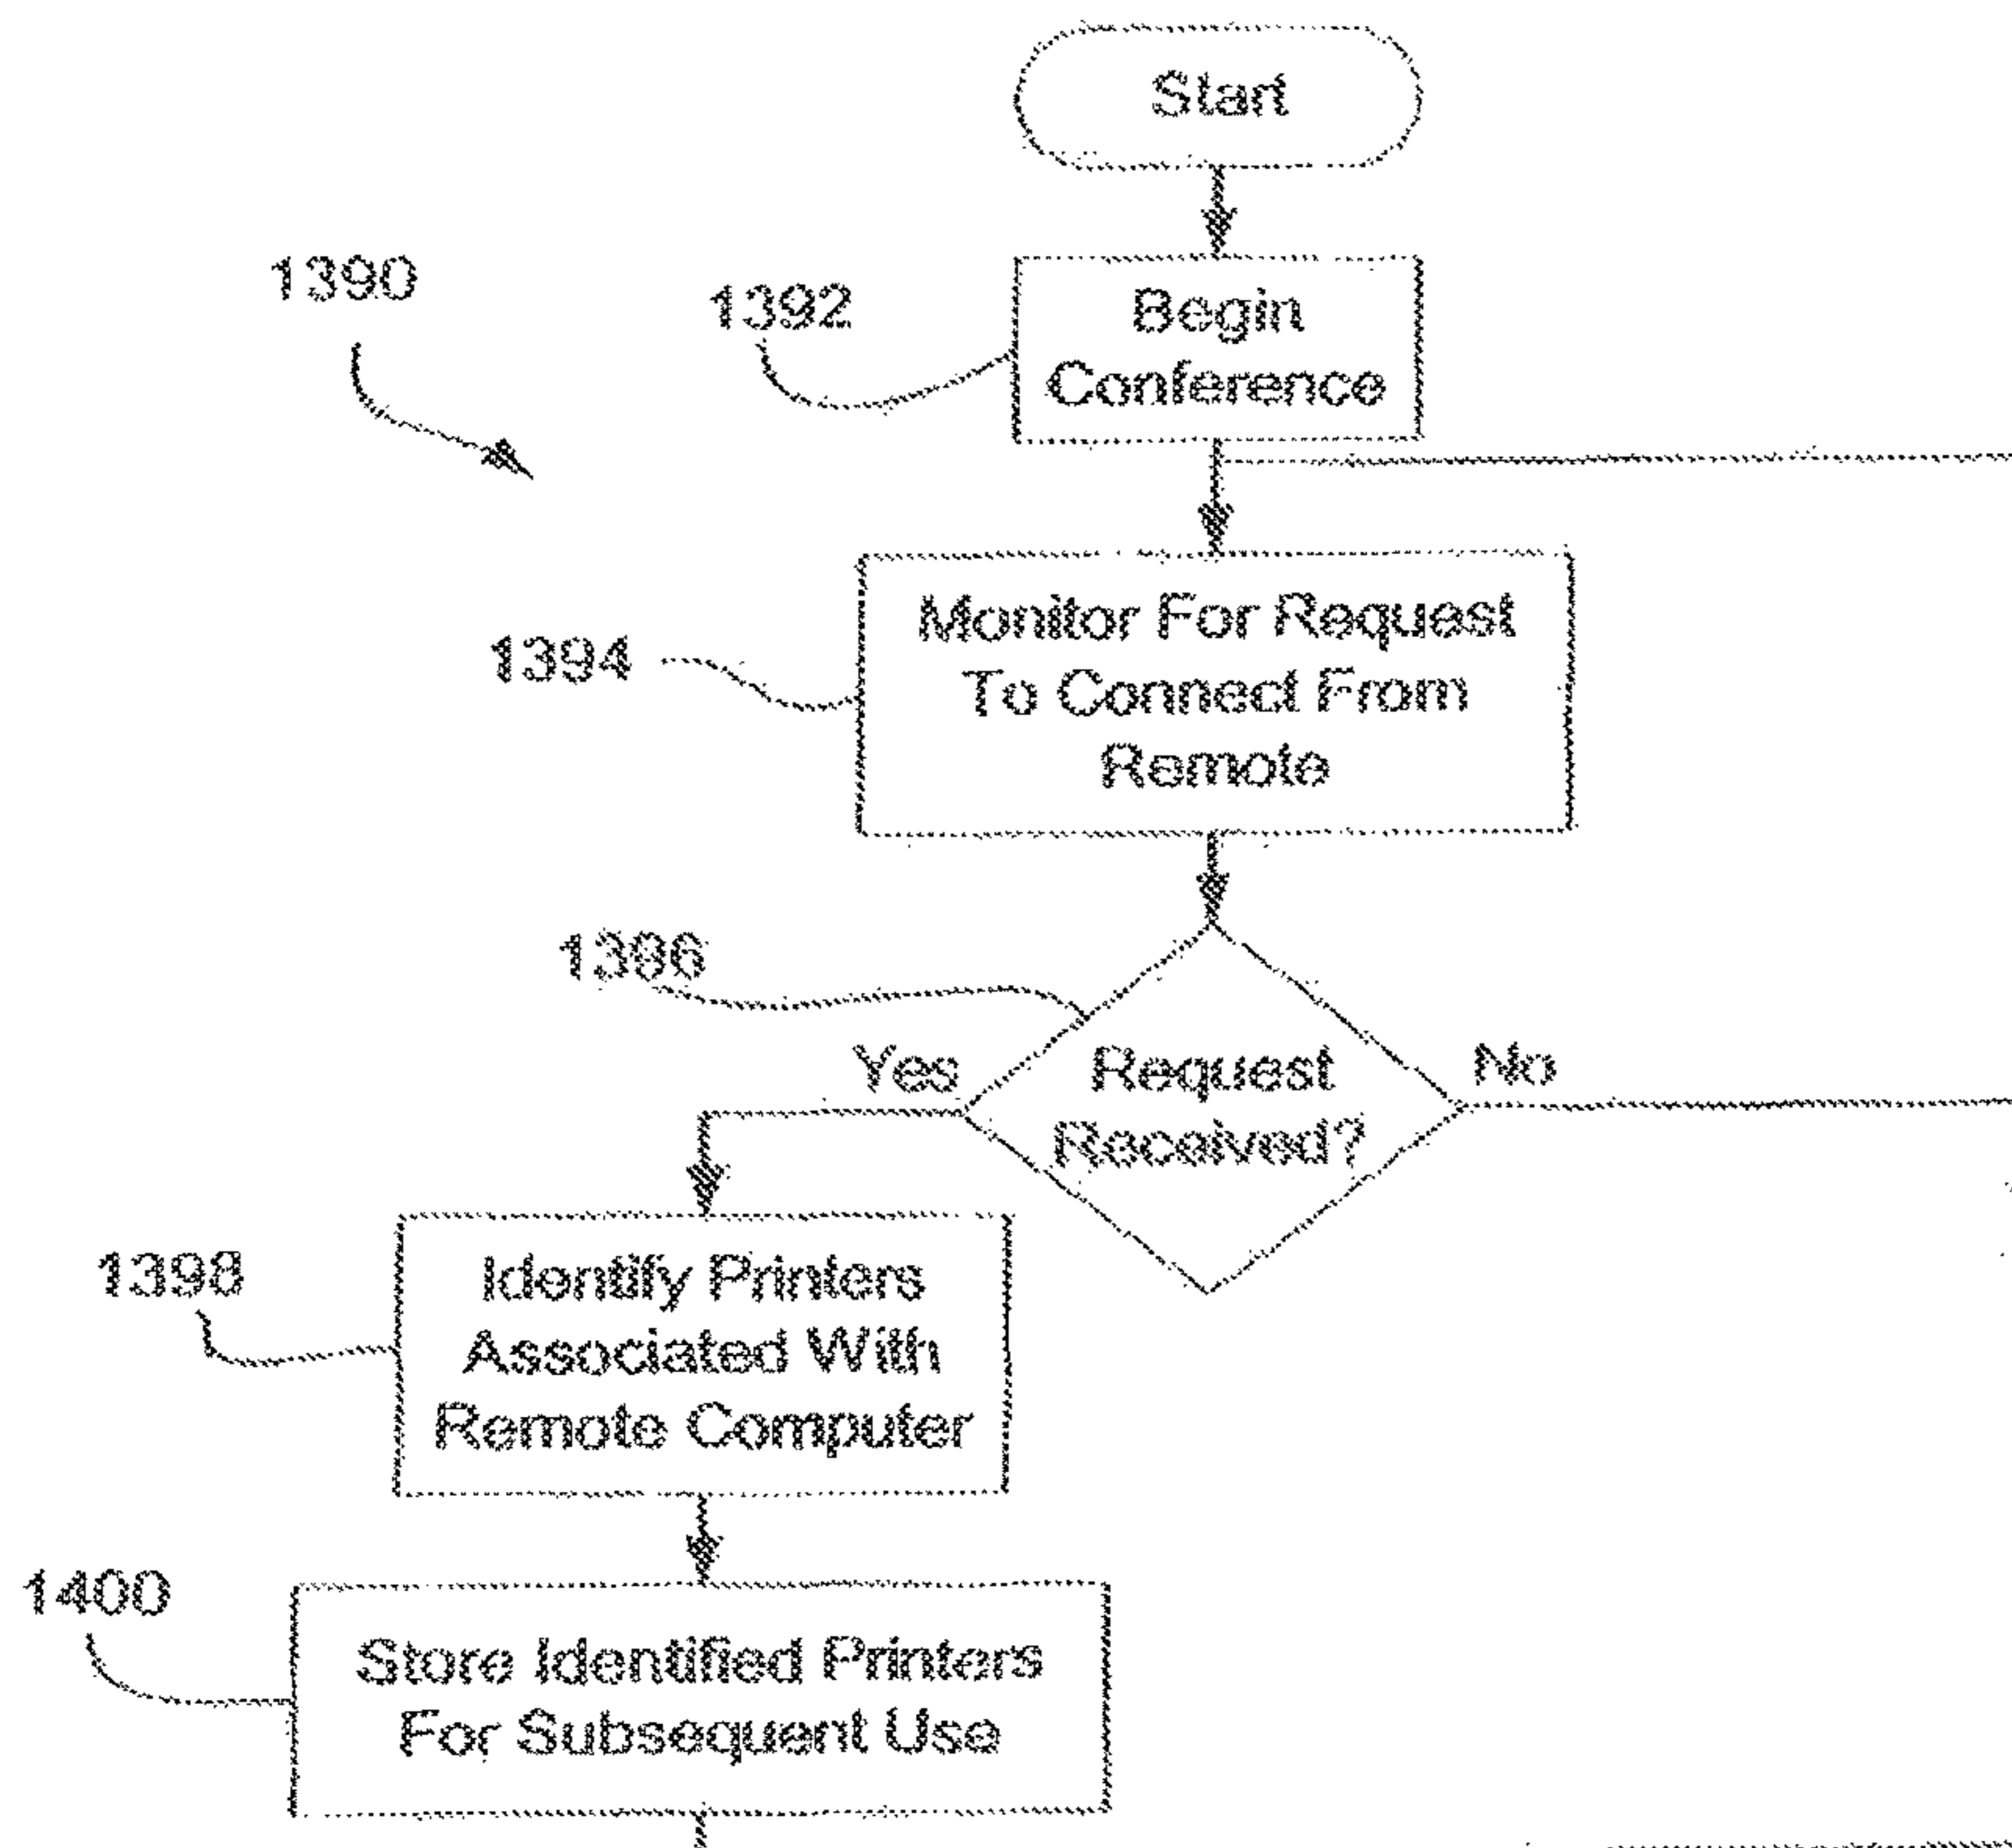 Start
1390
1392
Begin
Conference
1394
Monitor For Request
To Connect From
Remote
1396
Yes
Request
Received?
No
1398
Identify Printers
Associated With
Remote Computer
1400
Store Identified Printers
For Subsequent Use